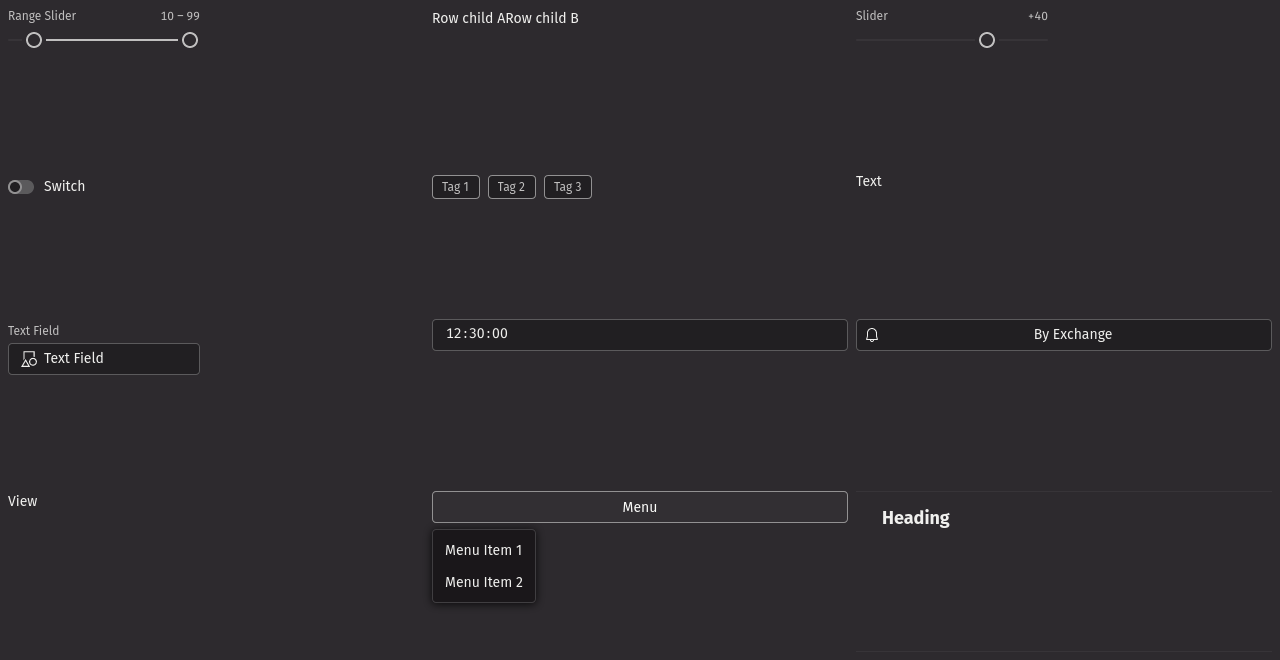 Range Slider 10 – 99
Row child ARow child B
Slider +40
Switch
Tag 1 Tag 2 Tag 3
Text
Text Field
Text Field
12:30:00
By Exchange
View
Menu
Menu Item 1
Menu Item 2
Heading